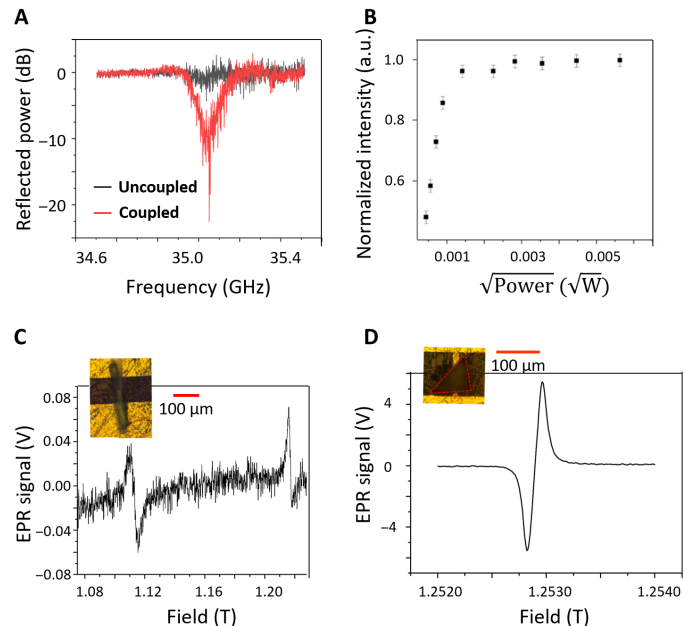 A
Reflected power (dB)
0
−10
−20
Uncoupled
Coupled
34.6
35.0
35.4
Frequency (GHz)
B
Normalized intensity (a.u.)
1.0
0.8
0.6
0.001
0.003
0.005
√Power (√W)
C
100 μm
EPR signal (V)
0.08
0.04
0.00
−0.04
−0.08
1.08
1.12
1.16
1.20
Field (T)
D
100 μm
EPR signal (V)
4
0
−4
1.2520
1.2530
1.2540
Field (T)